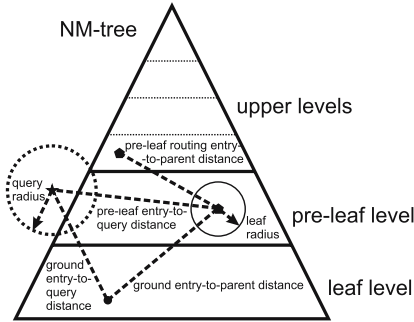 NM-tree
upper levels
pre-leaf routing entry-
-to-parent distance
query
radius
pre-leaf entry-to-
query distance
leaf
radius
pre-leaf level
ground
entry-to-
query
distance
ground entry-to-parent distance
leaf level